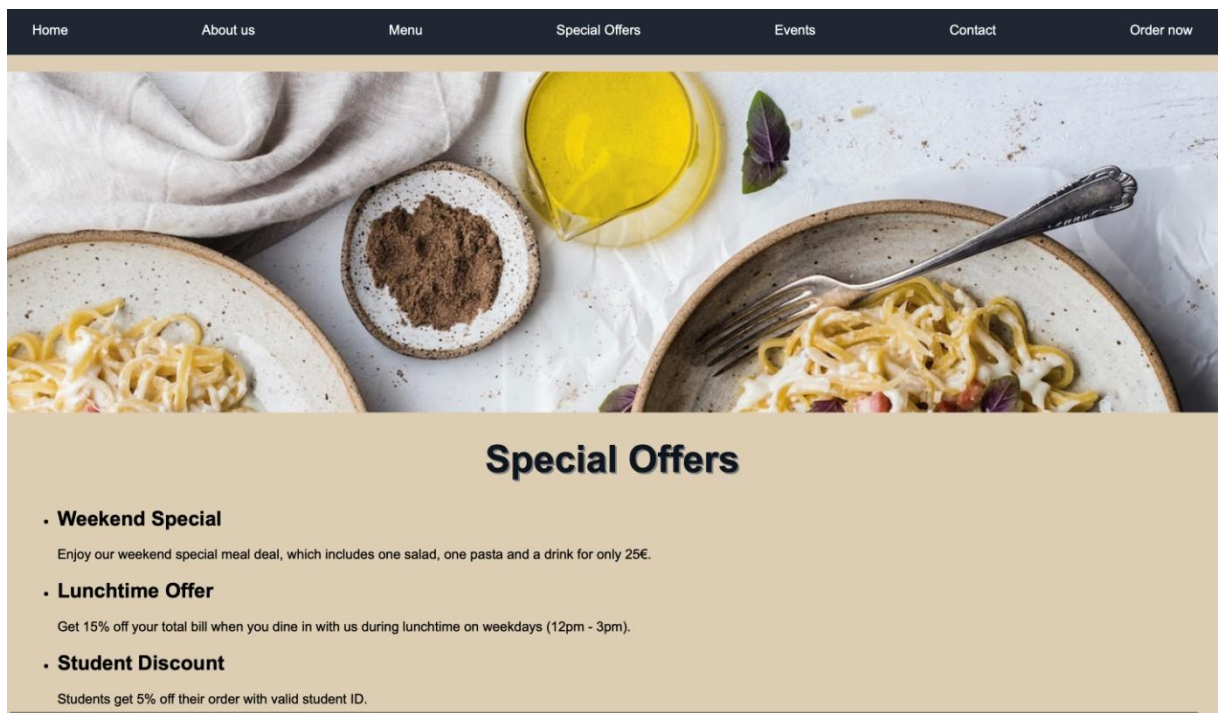 Home About us Menu Special Offers Events Contact Order now
Special Offers
• Weekend Special
Enjoy our weekend special meal deal, which includes one salad, one pasta and a drink for only 25€.
• Lunchtime Offer
Get 15% off your total bill when you dine in with us during lunchtime on weekdays (12pm - 3pm).
• Student Discount
Students get 5% off their order with valid student ID.